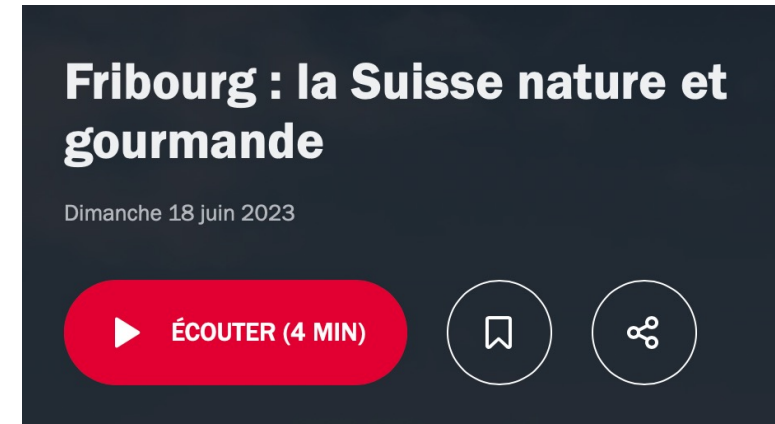 Fribourg : la Suisse nature et
gourmande
Dimanche 18 juin 2023
ÉCOUTER (4 MIN)